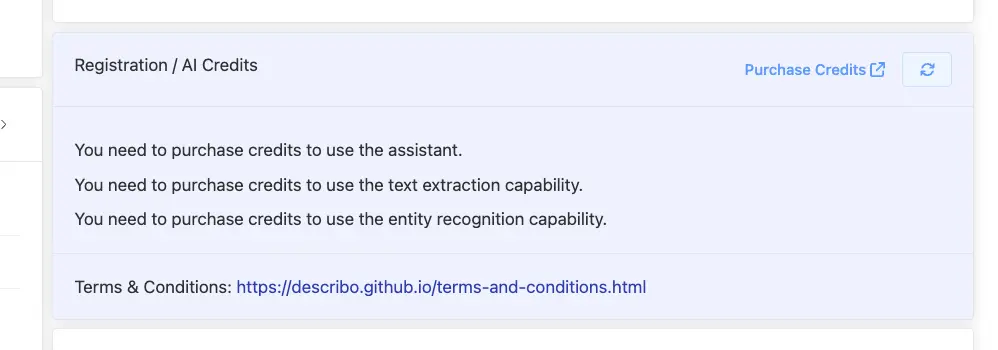 Registration / AI Credits
Purchase Credits
You need to purchase credits to use the assistant.
You need to purchase credits to use the text extraction capability.
You need to purchase credits to use the entity recognition capability.
Terms & Conditions: https://describo.github.io/terms-and-conditions.html